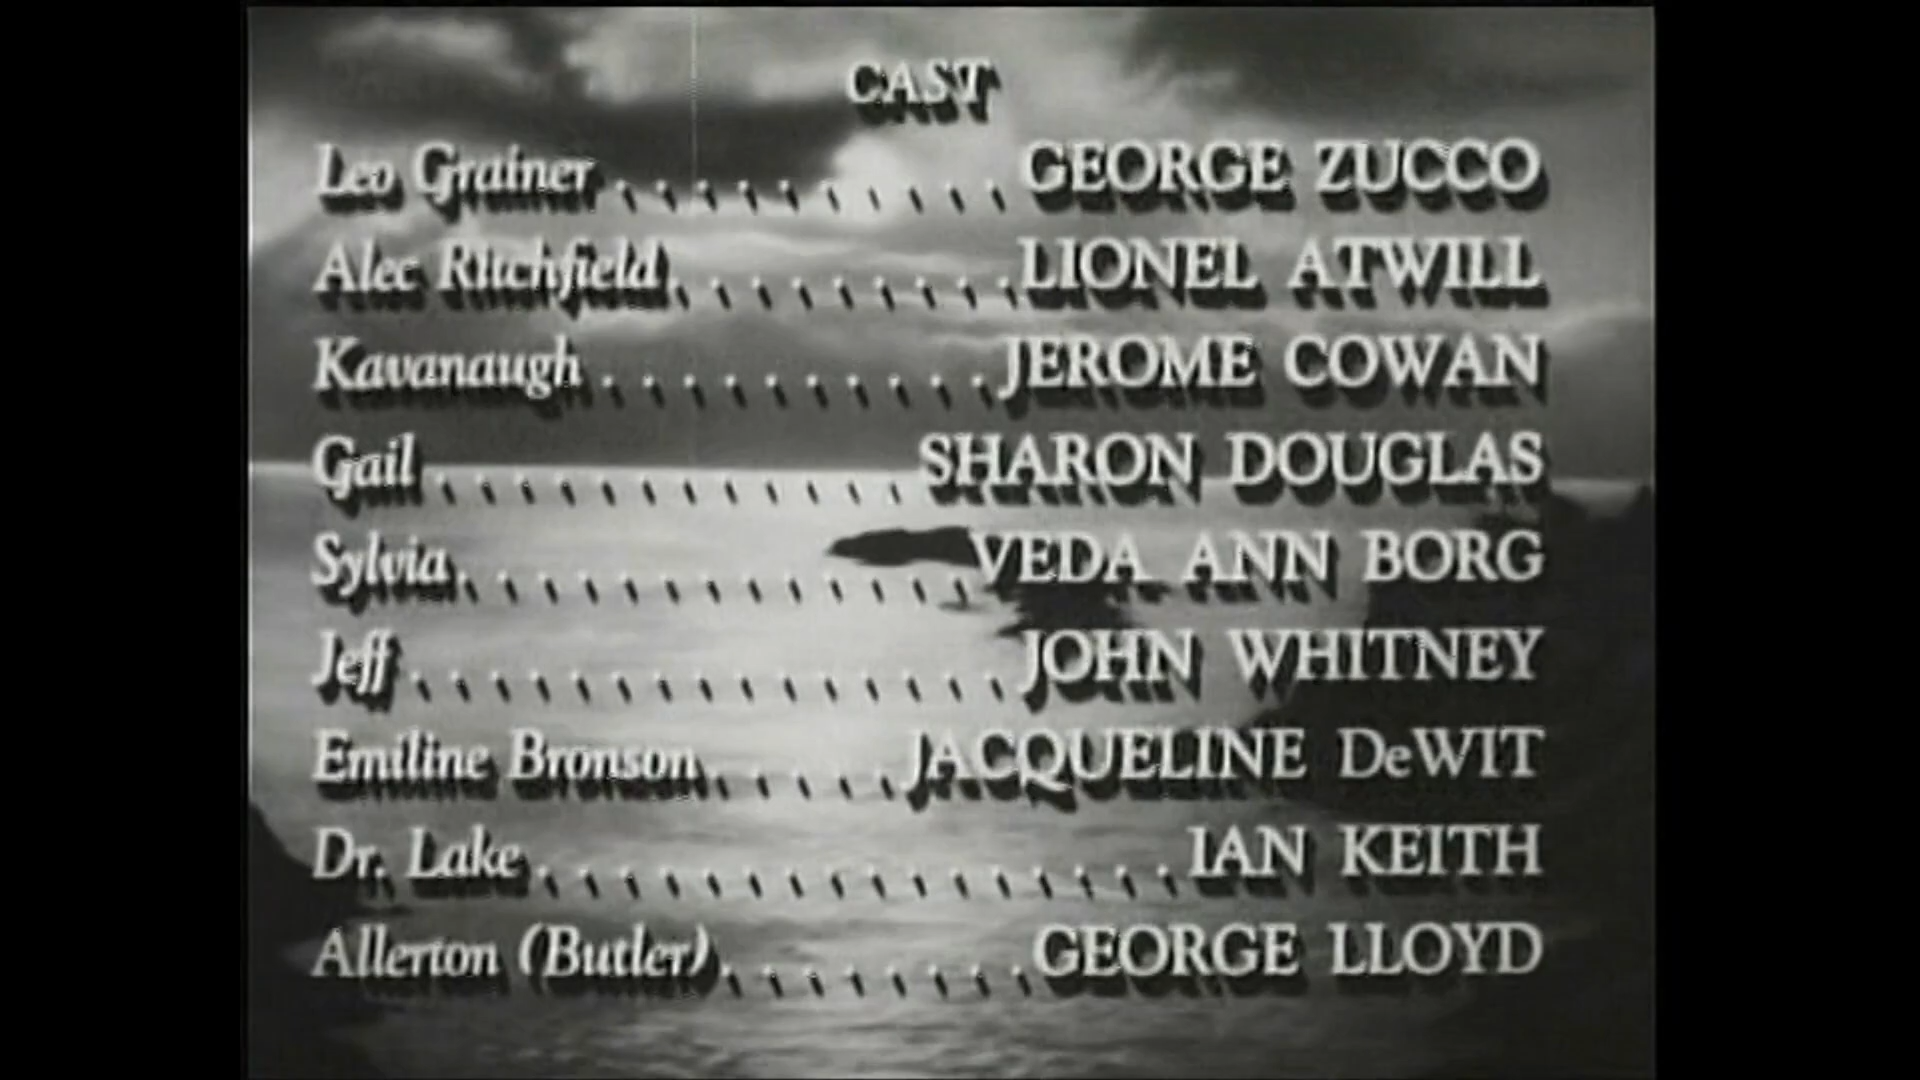 CAST
Leo Grainer . . . . . . . . . . GEORGE ZUCCO
Alec Ritchfield . . . . . . . . . LIONEL ATWILL
Kavanaugh . . . . . . . . . . JEROME COWAN
Gail . . . . . . . . . . . . SHARON DOUGLAS
Sylvia . . . . . . . . . . . . . VEDA ANN BORG
Jeff . . . . . . . . . . . . . . . JOHN WHITNEY
Emiline Bronson . . . . . JACQUELINE DeWIT
Dr. Lake . . . . . . . . . . . . . . . . IAN KEITH
Allerton (Butler) . . . . . . . . GEORGE LLOYD